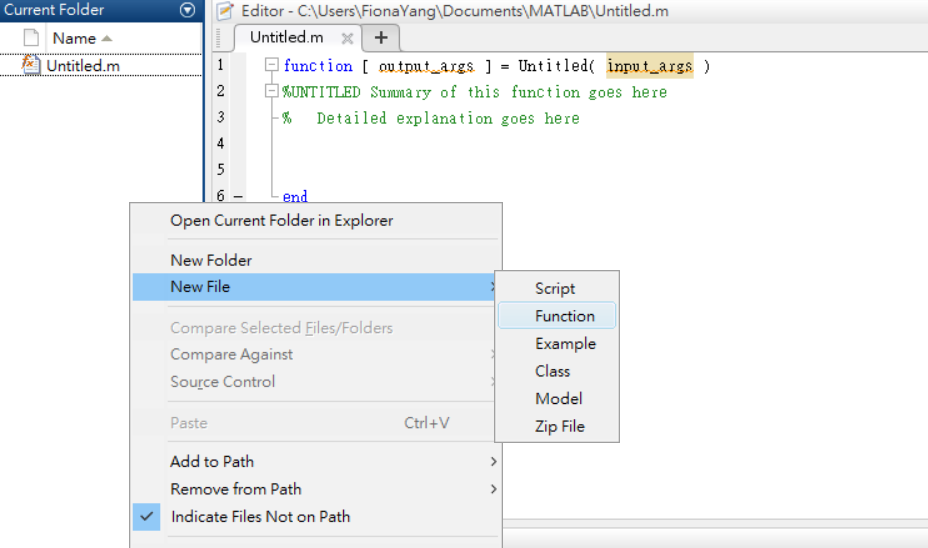 Current Folder
Name
Untitled.m
Editor - C:\Users\FionaYang\Documents\MATLAB\Untitled.m
Untitled.m
1 function [ output_args ] = Untitled( input_args )
2 %UNTITLED Summary of this function goes here
3 %   Detailed explanation goes here
4
5
6 – end
Open Current Folder in Explorer
New Folder
New File
Compare Selected Files/Folders
Compare Against
Source Control
Paste Ctrl+V
Add to Path
Remove from Path
Indicate Files Not on Path
Script
Function
Example
Class
Model
Zip File